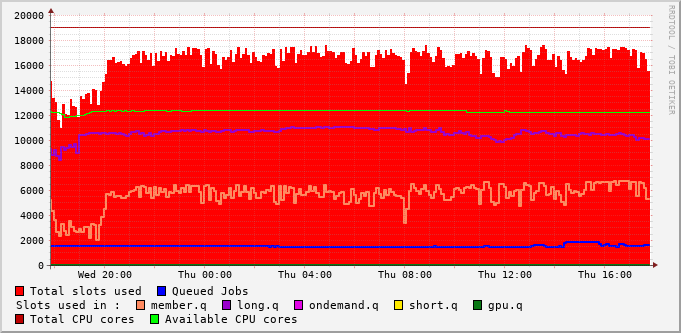 20000
18000
16000
14000
12000
10000
8000
6000
4000
2000
0
Wed 20:00 Thu 00:00 Thu 04:00 Thu 08:00 Thu 12:00 Thu 16:00
RRDTOOL / TOBI OETIKER
Total slots used Queued Jobs
Slots used in : member.q long.q ondemand.q short.q gpu.q
Total CPU cores Available CPU cores